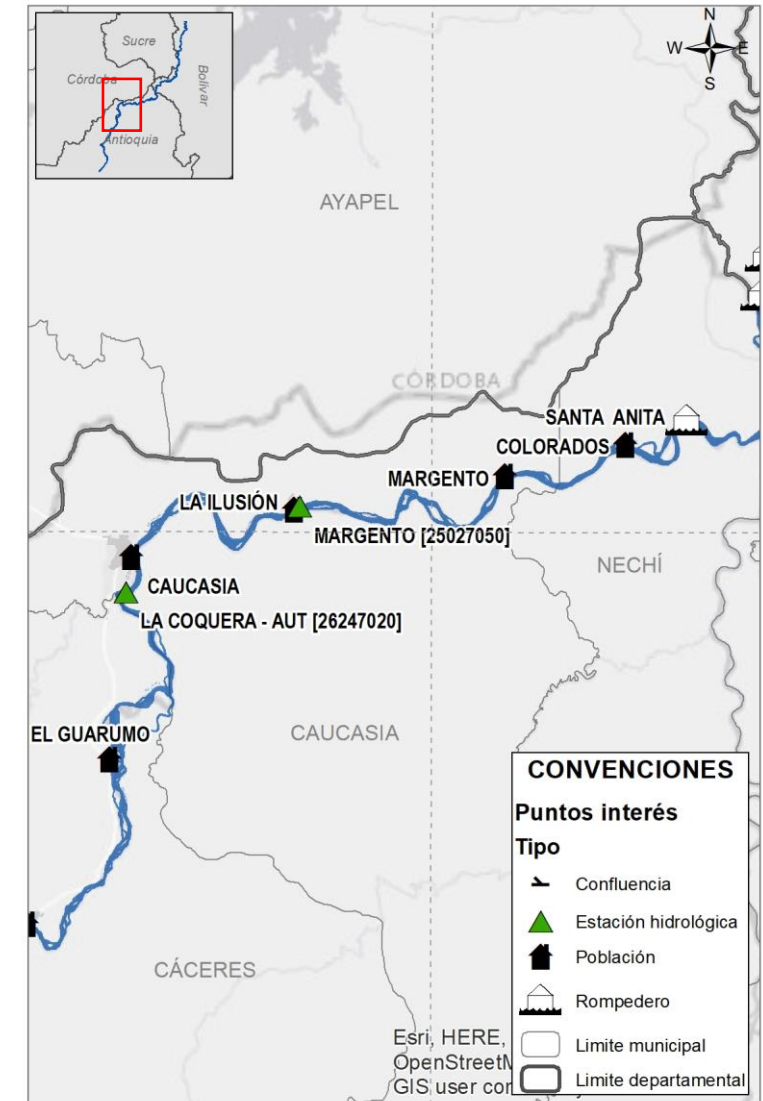 N
W
E
S
Sucre
Córdoba
Bolívar
Antioquia
AYAPEL
CÓRDOBA
SANTA ANITA
COLORADOS
MARGENTO
LA ILUSIÓN
MARGENTO [25027050]
NECHÍ
CAUCASIA
LA COQUERA - AUT [26247020]
EL GUARUMO
CAUCASIA
CÁCERES
CONVENCIONES
Puntos interés
Tipo
Confluencia
Estación hidrológica
Población
Rompedero
Limite municipal
Limite departamental
Esri, HERE,
OpenStreetM
GIS user con